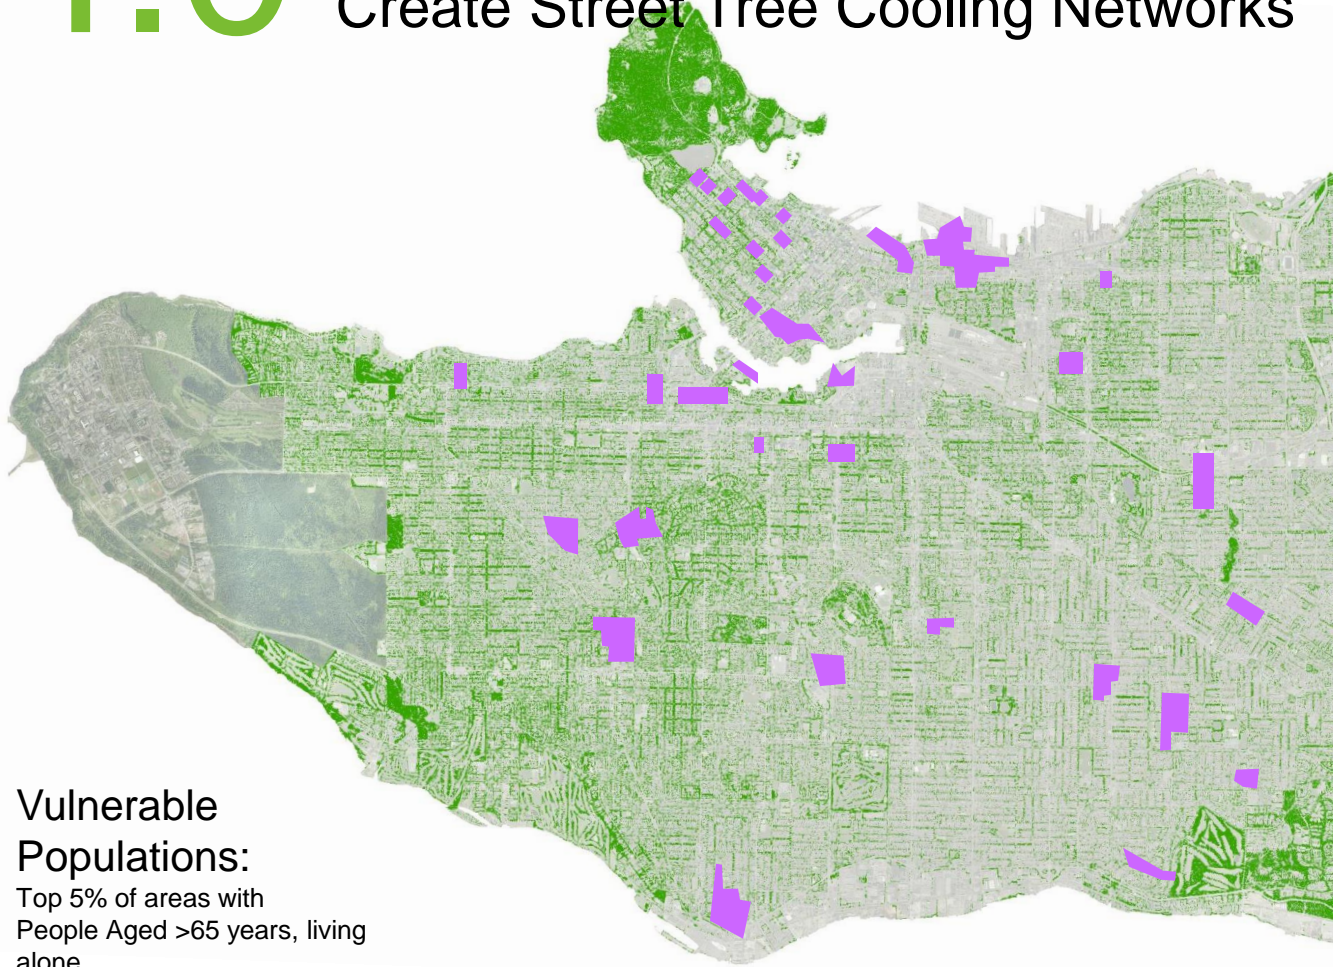 Create Street Tree Cooling Networks
Vulnerable
Populations:
Top 5% of areas with
People Aged >65 years, living
alone